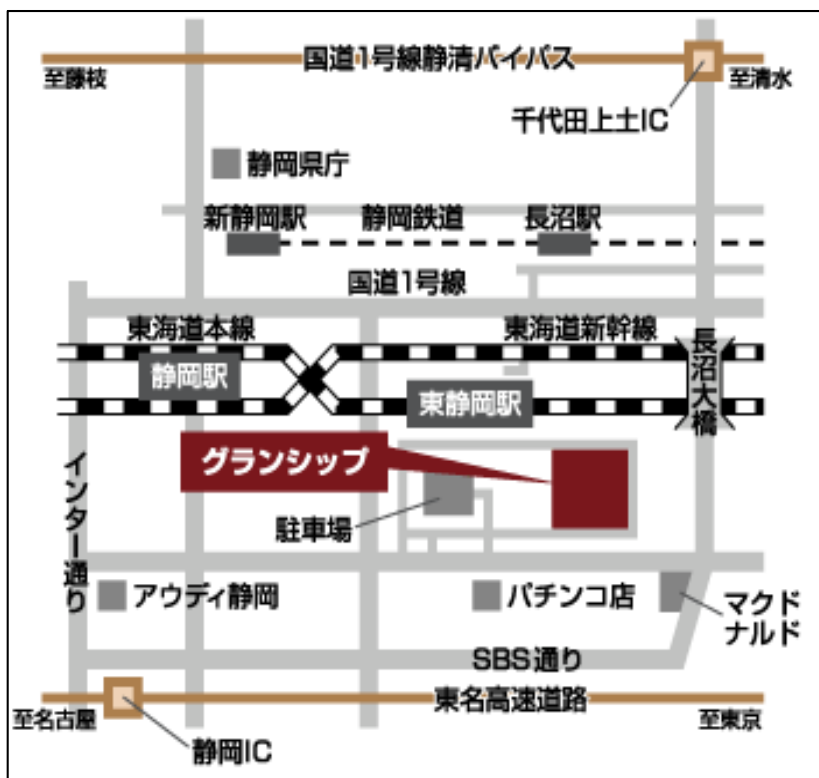 国道1号線静清バイパス
至藤枝
至清水
千代田上土IC
静岡県庁
新静岡駅
静岡鉄道
長沼駅
国道1号線
東海道本線
東海道新幹線
静岡駅
東静岡駅
長沼大橋
グランシップ
インター通り
駐車場
アウディ静岡
パチンコ店
マクド
ナルド
SBS通り
東名高速道路
至名古屋
至東京
静岡IC